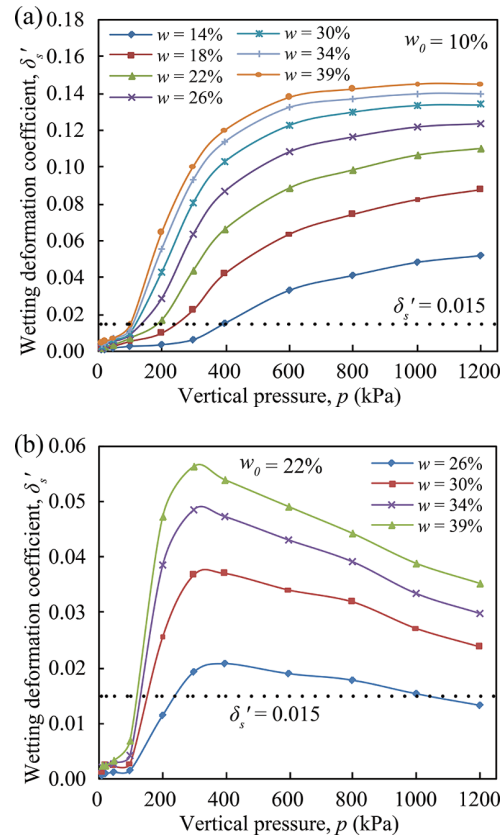 (a)
0.18
0.16
0.14
0.12
0.10
0.08
0.06
0.04
0.02
0.00
Wetting deformation coefficient, δs′
w = 14%
w = 18%
w = 22%
w = 26%
w = 30%
w = 34%
w = 39%
w0 = 10%
δs′ = 0.015
0 200 400 600 800 1000 1200
Vertical pressure, p (kPa)
(b)
0.06
0.05
0.04
0.03
0.02
0.01
0.00
Wetting deformation coefficient, δs′
w0 = 22%
w = 26%
w = 30%
w = 34%
w = 39%
δs′ = 0.015
0 200 400 600 800 1000 1200
Vertical pressure, p (kPa)